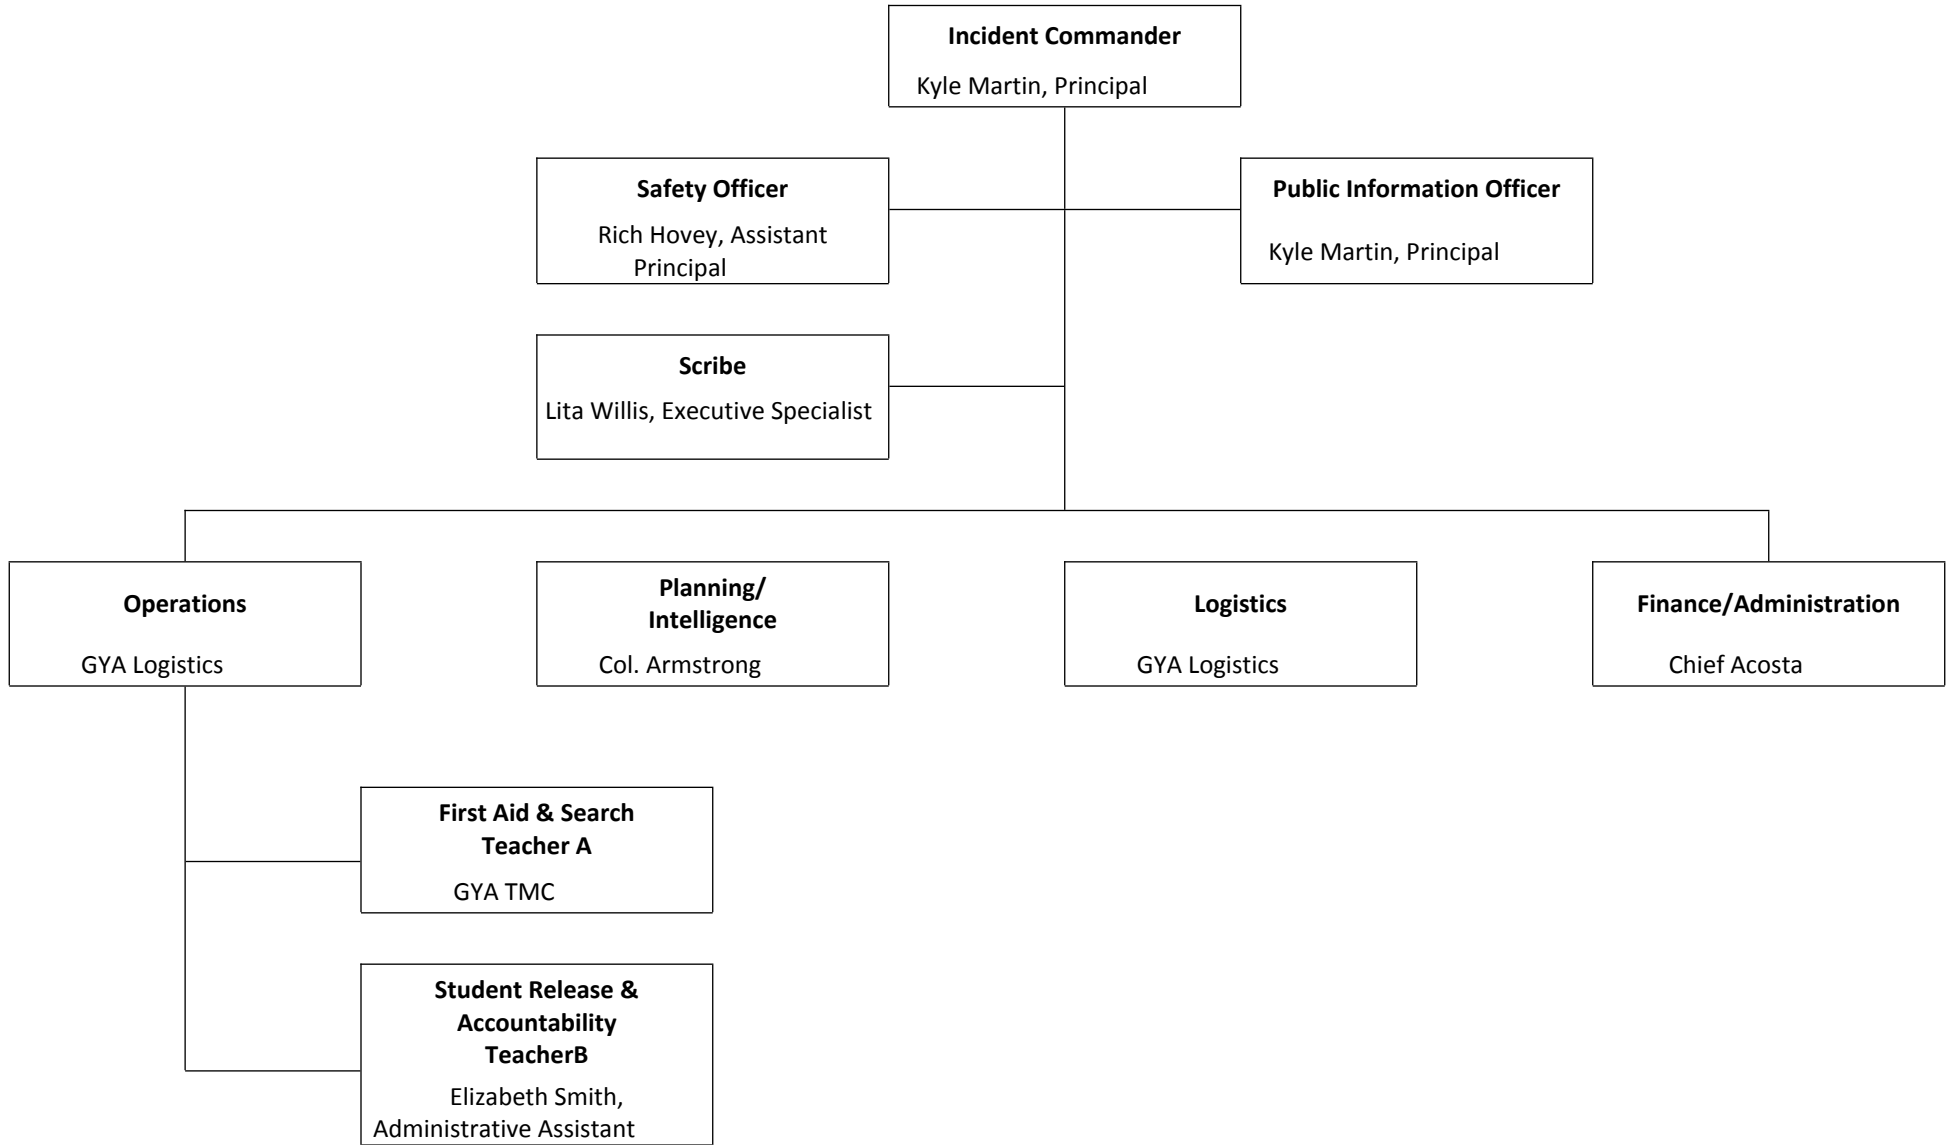 Incident Commander
Kyle Martin, Principal
Safety Officer
Rich Hovey, Assistant
Principal
Public Information Officer
Kyle Martin, Principal
Scribe
Lita Willis, Executive Specialist
Operations
GYA Logistics
Planning/
Intelligence
Col. Armstrong
Logistics
GYA Logistics
Finance/Administration
Chief Acosta
First Aid & Search
Teacher A
GYA TMC
Student Release &
Accountability
TeacherB
Elizabeth Smith,
Administrative Assistant